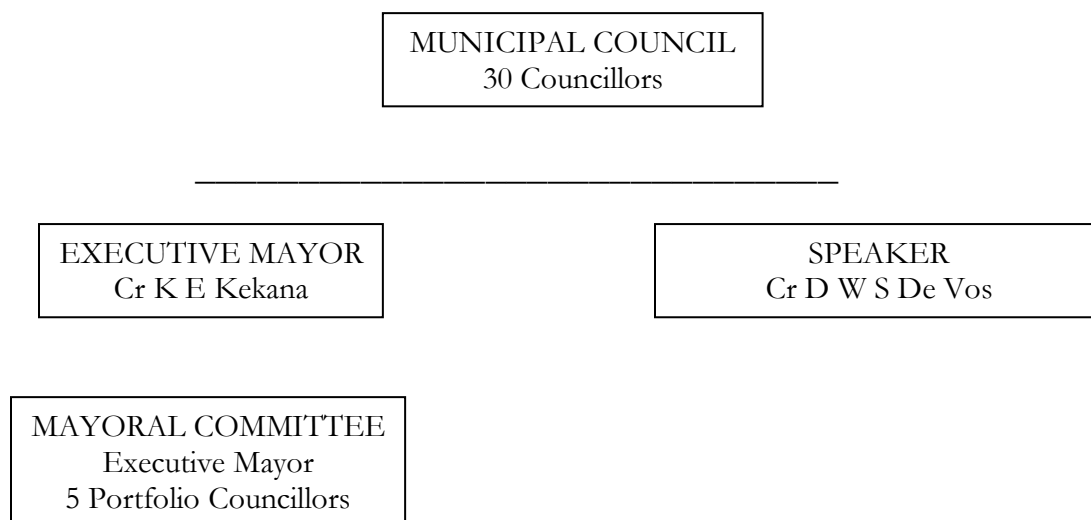 MUNICIPAL COUNCIL
30 Councillors
EXECUTIVE MAYOR
Cr K E Kekana
SPEAKER
Cr D W S De Vos
MAYORAL COMMITTEE
Executive Mayor
5 Portfolio Councillors